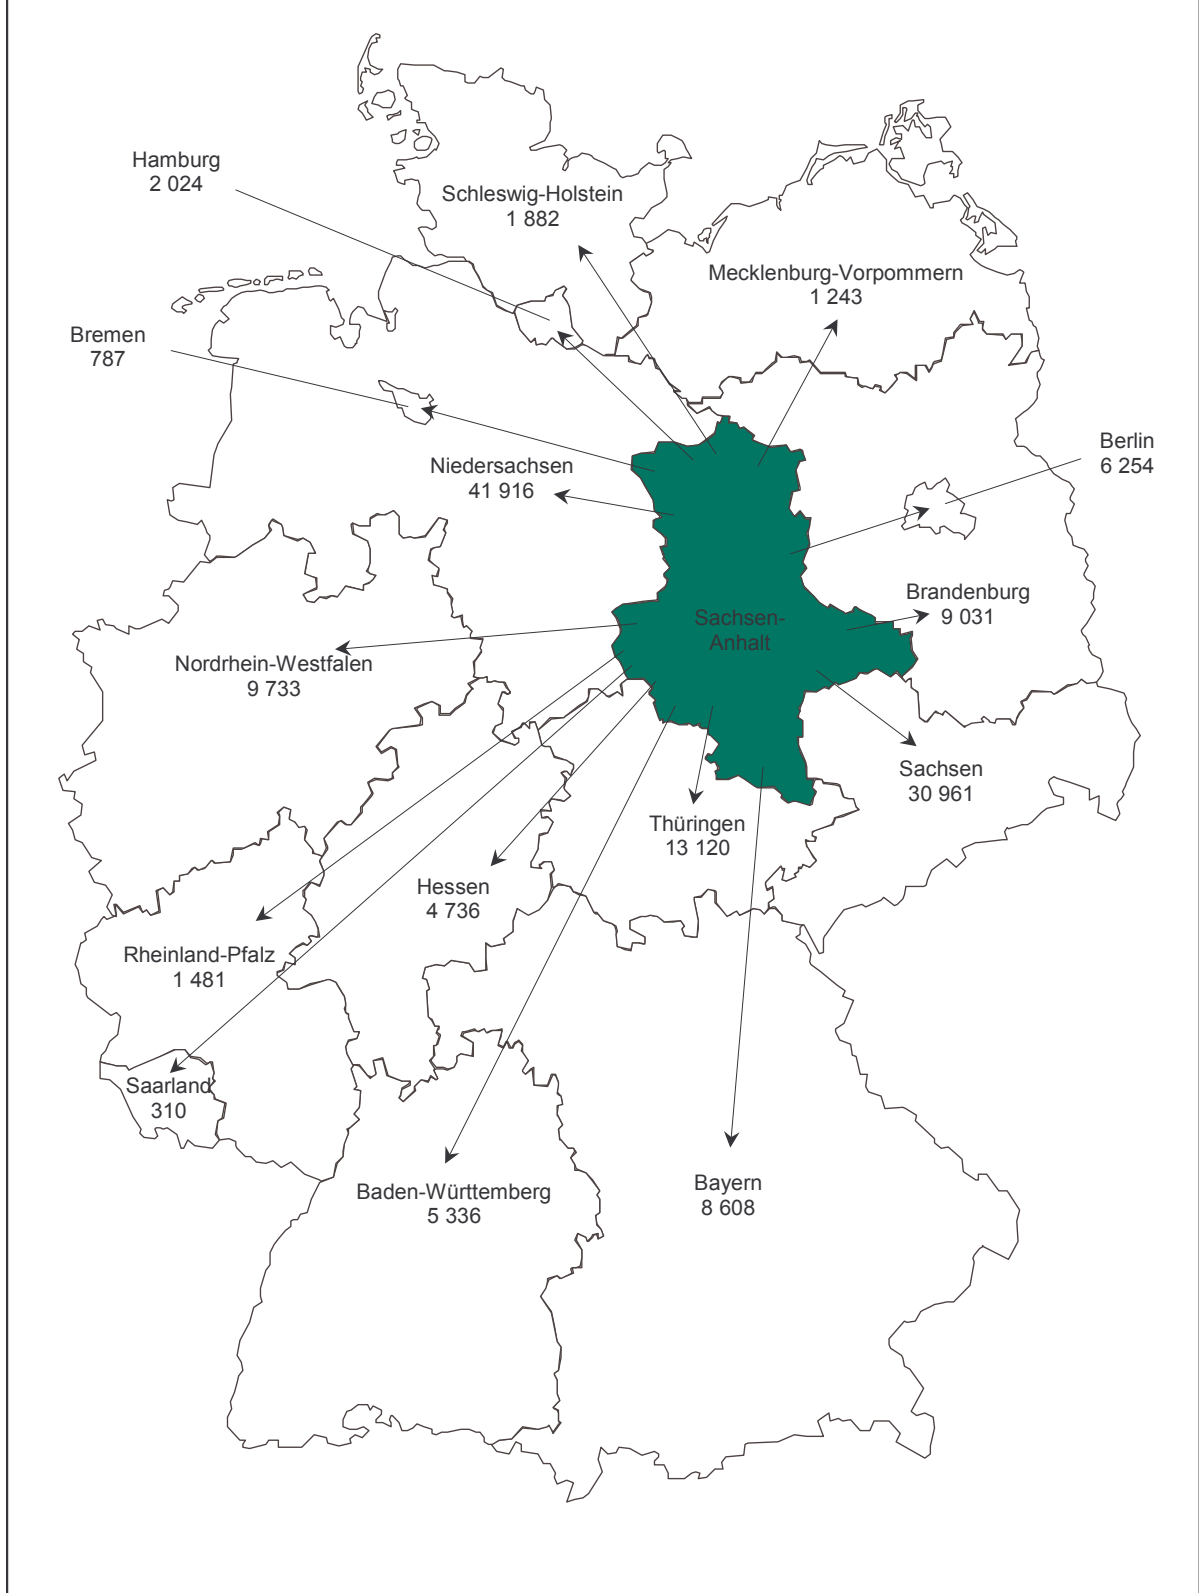 Hamburg
2 024
Schleswig-Holstein
1 882
Mecklenburg-Vorpommern
1 243
Bremen
787
Niedersachsen
41 916
Berlin
6 254
Brandenburg
9 031
Sachsen-
Anhalt
Nordrhein-Westfalen
9 733
Sachsen
30 961
Thüringen
13 120
Hessen
4 736
Rheinland-Pfalz
1 481
Saarland
310
Baden-Württemberg
5 336
Bayern
8 608